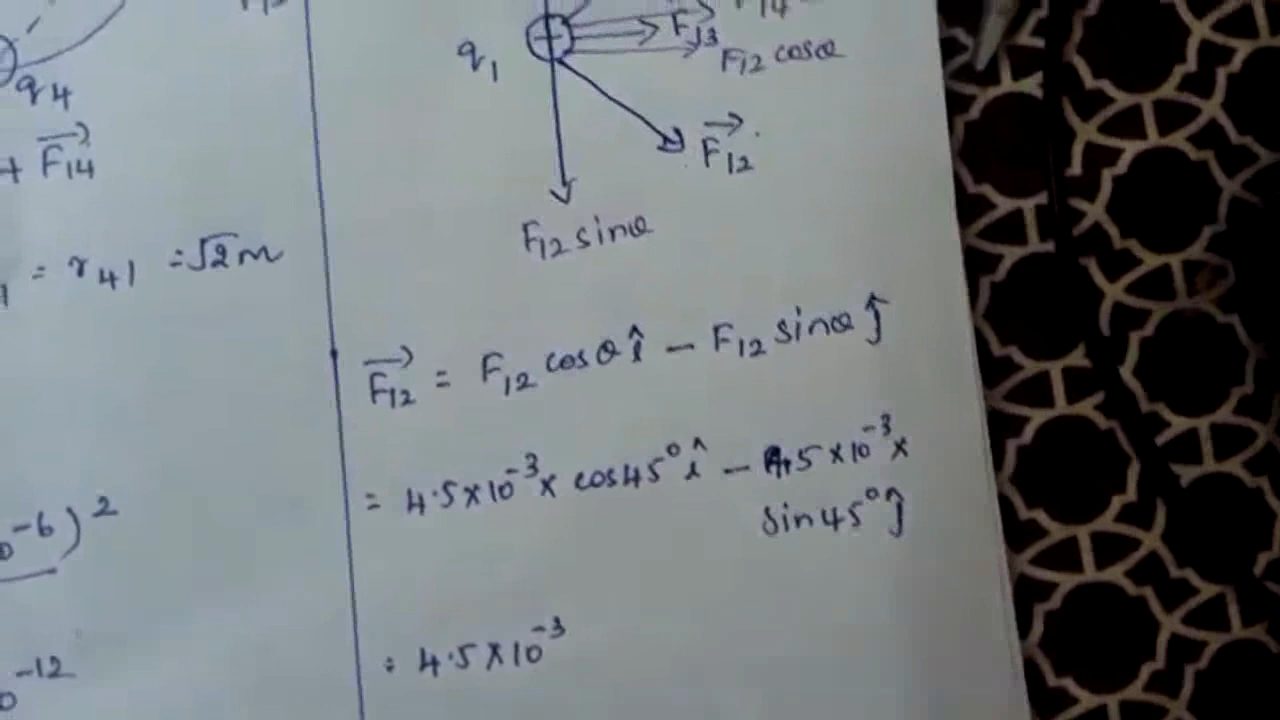 q4
+ F⃗14
= r41 = √2 m
-6)²
-12
F13
F12 cosθ
q1
F⃗12
F12 sinθ
F⃗12 = F12 cosθ î − F12 sinθ ĵ
= 4.5×10⁻³ × cos45° î − 4.5×10⁻³ ×
sin45° ĵ
= 4.5×10⁻³